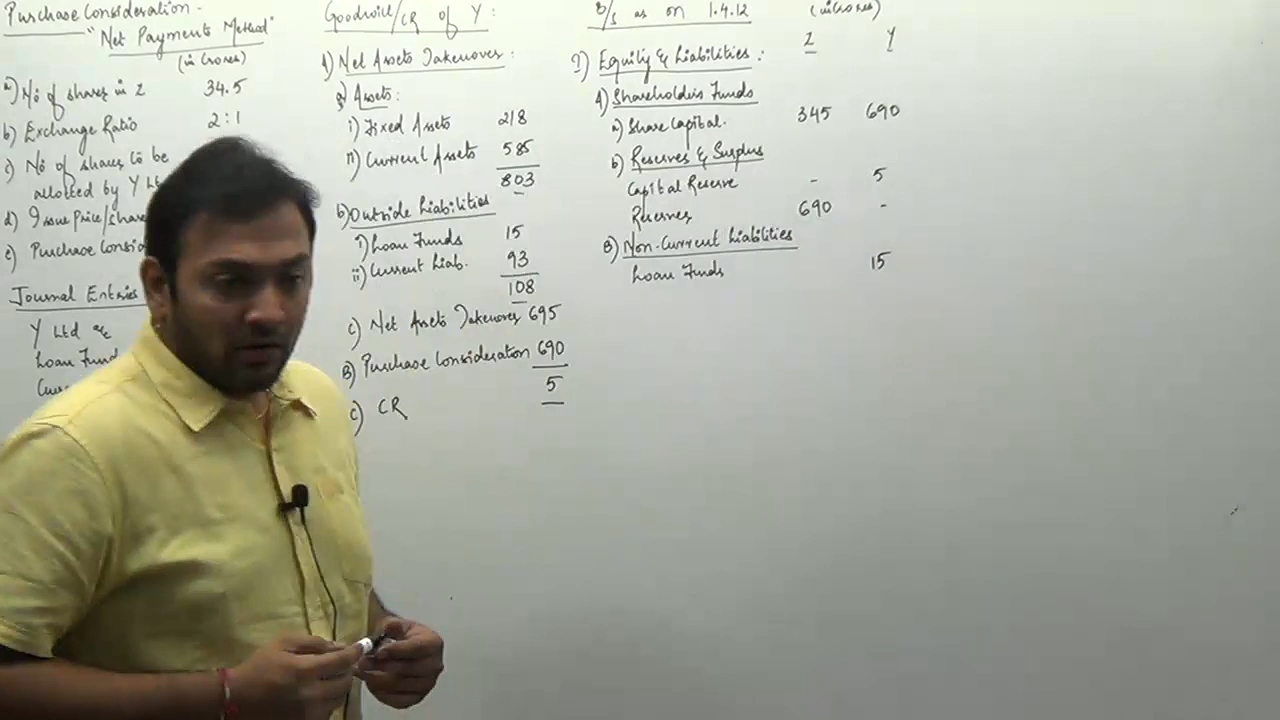 Purchase Consideration -
"Net Payments Method"
(in Crores)
a) No of shares in Z 34.5
b) Exchange Ratio 2:1
c) No of shares to be
allotted by Y
d) Issue Price/share
e) Purchase
Journal Entries
Y Ltd a/c
Loan
Goodwill/CR of Y:
A) Net Assets Takenover:
a) Assets:
i) Fixed Assets 218
ii) Current Assets 585
803
b) Outside Liabilities
i) Loan Funds 15
ii) Current Liab. 93
108
c) Net Assets Takenover 695
B) Purchase Consideration 690
5
C) CR
B/s as on 1.4.12 (in Crores)
Z Y
I) Equity & Liabilities:
A) Shareholders Funds
a) Share Capital. 345 690
b) Reserves & Surplus
Capital Reserve - 5
Reserves 690 -
B) Non-Current Liabilities
Loan Funds 15